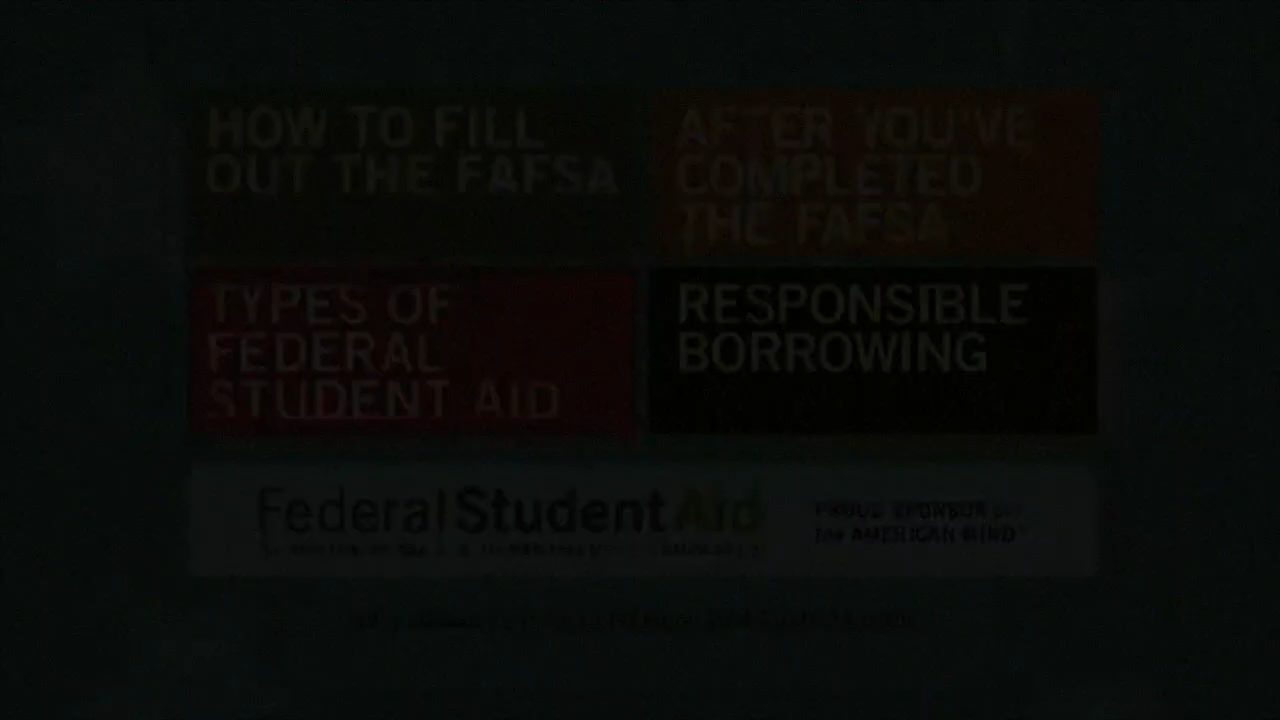 HOW TO FILL
OUT THE FAFSA
AFTER YOU'VE
COMPLETED
THE FAFSA
TYPES OF
FEDERAL
STUDENT AID
RESPONSIBLE
BORROWING
Federal Student Aid
PROUD SPONSOR of
the AMERICAN MIND